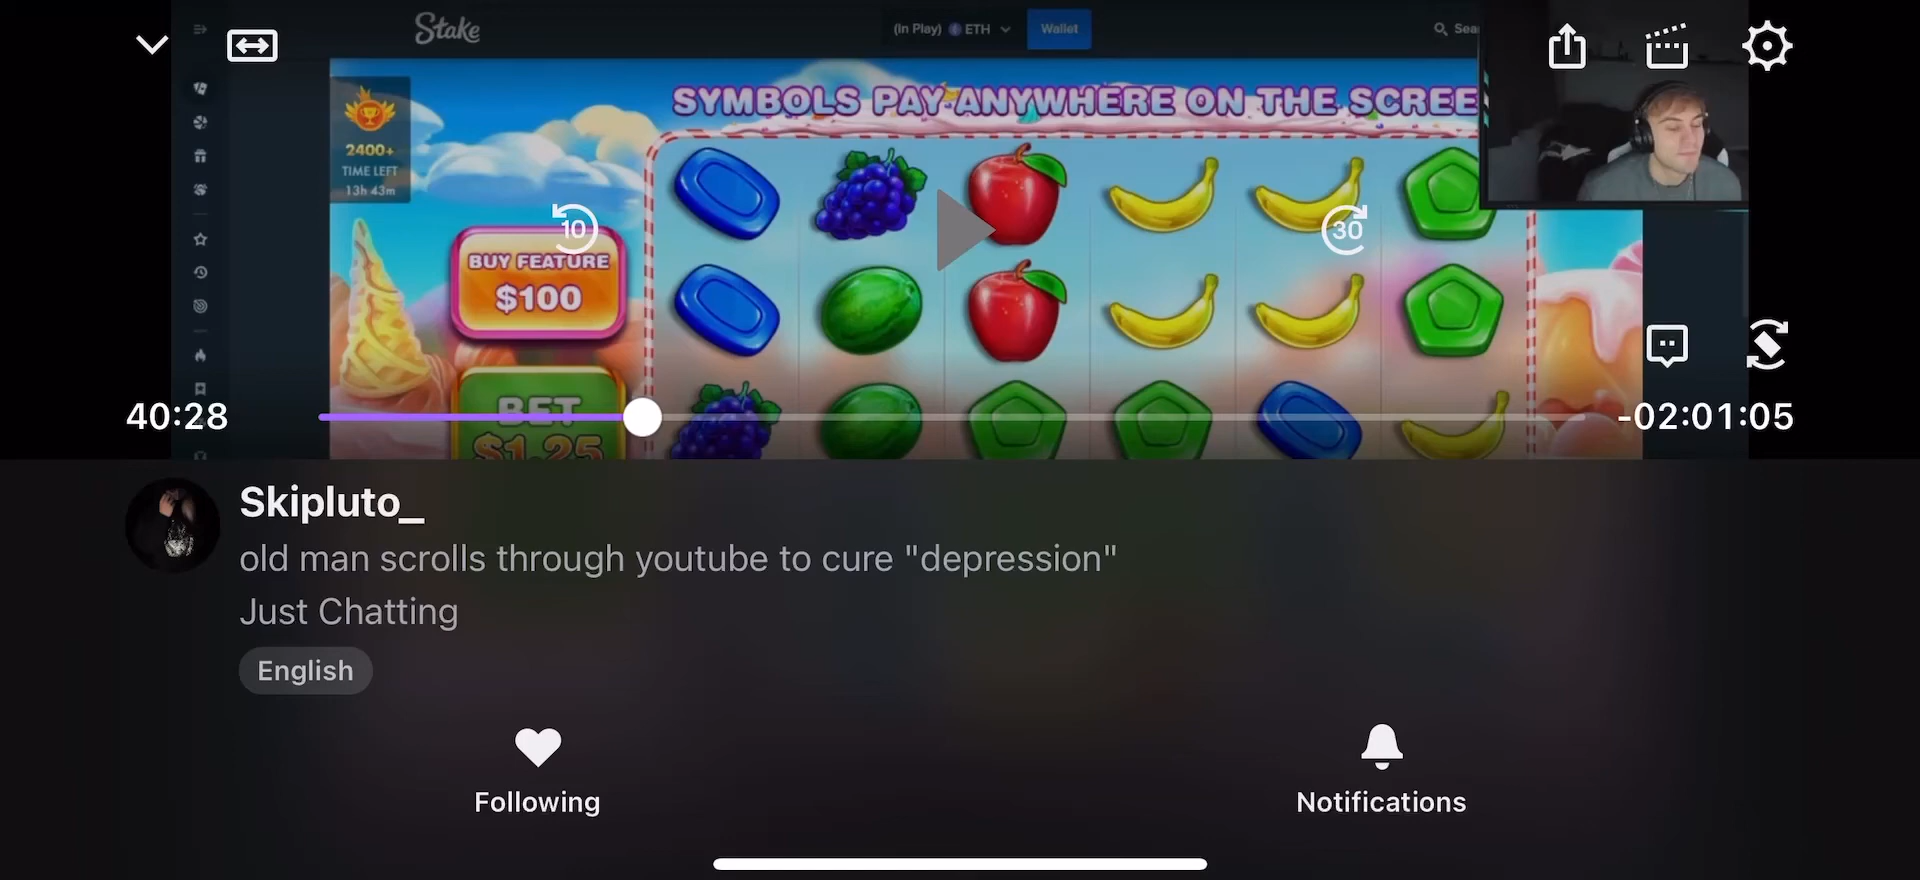 Stake
(In Play) ETH
Wallet
Sea
SYMBOLS PAY ANYWHERE ON THE SCREE
2400+
TIME LEFT
13h 43m
10
30
BUY FEATURE
$100
BET
$1.25
40:28
-02:01:05
Skipluto_
old man scrolls through youtube to cure "depression"
Just Chatting
English
Following
Notifications